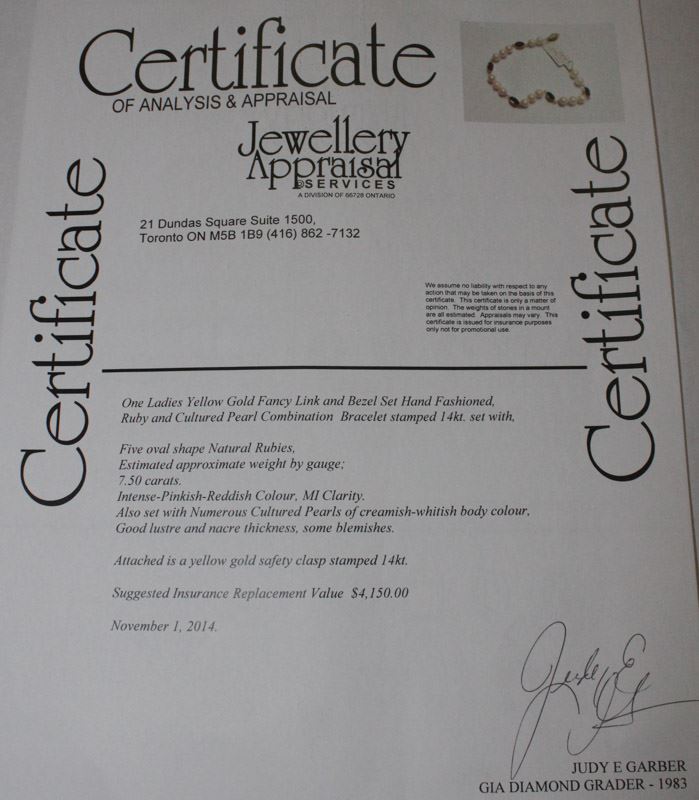 Certificate
OF ANALYSIS & APPRAISAL
Jewellery
Appraisal
SERVICES
A DIVISION OF 66728 ONTARIO
Certificate
Certificate
21 Dundas Square Suite 1500,
Toronto ON M5B 1B9 (416) 862 -7132
We assume no liability with respect to any
action that may be taken on the basis of this
certificate. This certificate is only a matter of
opinion. The weights of stones in a mount
are all estimated. Appraisals may vary. This
certificate is issued for insurance purposes
only not for promotional use.
One Ladies Yellow Gold Fancy Link and Bezel Set Hand Fashioned,
Ruby and Cultured Pearl Combination Bracelet stamped 14kt. set with,
Five oval shape Natural Rubies,
Estimated approximate weight by gauge;
7.50 carats.
Intense-Pinkish-Reddish Colour, MI Clarity.
Also set with Numerous Cultured Pearls of creamish-whitish body colour,
Good lustre and nacre thickness, some blemishes.
Attached is a yellow gold safety clasp stamped 14kt.
Suggested Insurance Replacement Value $4,150.00
November 1, 2014.
JUDY E GARBER
GIA DIAMOND GRADER - 1983